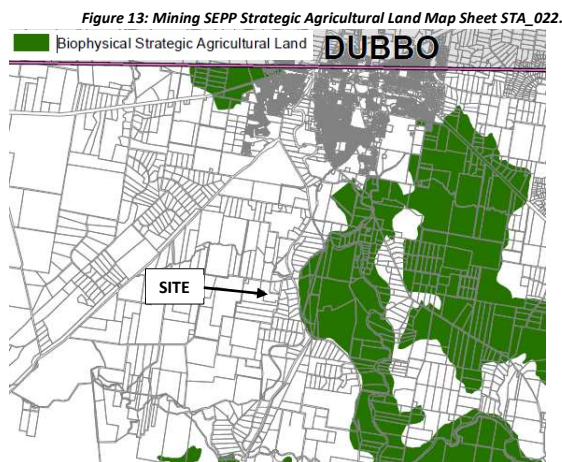 Figure 13: Mining SEPP Strategic Agricultural Land Map Sheet STA_022.
Biophysical Strategic Agricultural Land
DUBBO
SITE